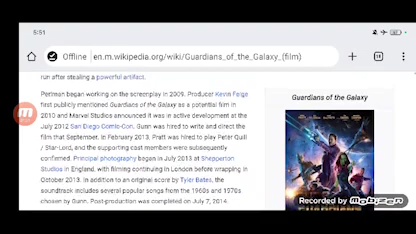 5:51
Offline en.m.wikipedia.org/wiki/Guardians_of_the_Galaxy_(film)
run after stealing a powerful artifact.
Perlman began working on the screenplay in 2009. Producer Kevin Feige
first publicly mentioned Guardians of the Galaxy as a potential film in
2010 and Marvel Studios announced it was in active development at the
July 2012 San Diego Comic-Con. Gunn was hired to write and direct the
film that September. In February 2013, Pratt was hired to play Peter Quill
/ Star-Lord, and the supporting cast members were subsequently
confirmed. Principal photography began in July 2013 at Shepperton
Studios in England, with filming continuing in London before wrapping in
October 2013. In addition to an original score by Tyler Bates, the
soundtrack includes several popular songs from the 1960s and 1970s
chosen by Gunn. Post-production was completed on July 7, 2014.
Guardians of the Galaxy
Recorded by Mobizen
GUARDIANS